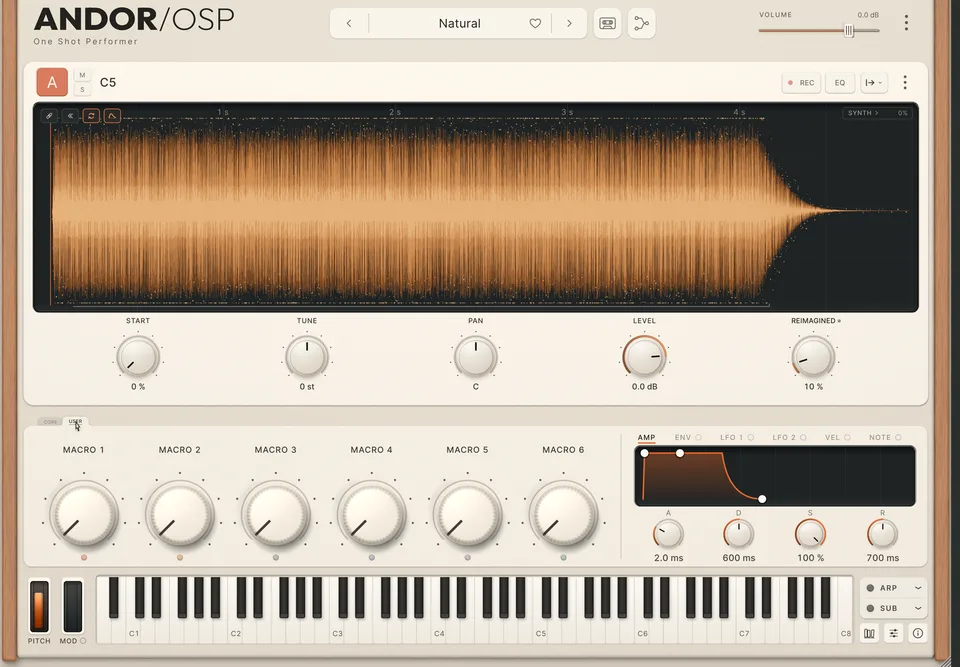 ANDOR/OSP
One Shot Performer
Natural
VOLUME 0.0 dB
A M S C5
REC EQ
1 s 2 s 3 s 4 s SYNTH > 0%
START TUNE PAN LEVEL REIMAGINED
0 % 0 st C 0.0 dB 10 %
CORE USER
MACRO 1 MACRO 2 MACRO 3 MACRO 4 MACRO 5 MACRO 6
AMP ENV LFO 1 LFO 2 VEL NOTE
A D S R
2.0 ms 600 ms 100 % 700 ms
ARP
SUB
C1 C2 C3 C4 C5 C6 C7 C8
PITCH MOD